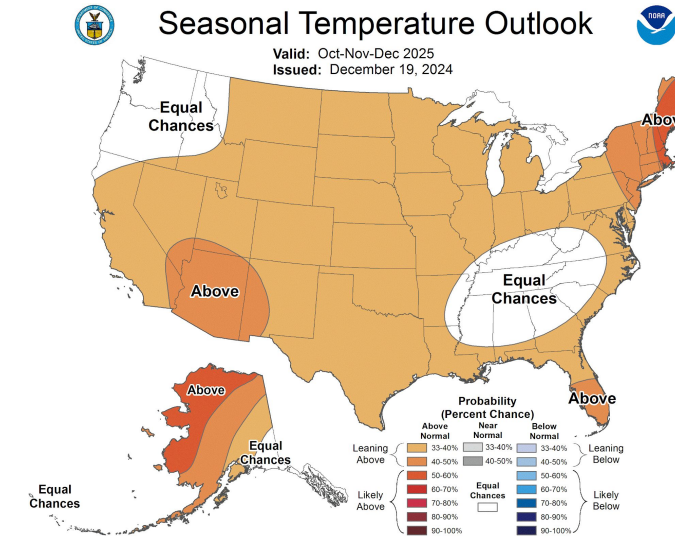 Seasonal Temperature Outlook
NOAA
Valid: Oct-Nov-Dec 2025
Issued: December 19, 2024
Equal
Chances
Abov
Above
Equal
Chances
Above
Above
Equal
Chances
Equal
Chances
Probability
(Percent Chance)
Above
Normal
Near
Normal
Below
Normal
Leaning
Above
33-40%
40-50%
50-60%
60-70%
70-80%
80-90%
90-100%
Likely
Above
33-40%
40-50%
Equal
Chances
33-40%
40-50%
50-60%
60-70%
70-80%
80-90%
90-100%
Leaning
Below
Likely
Below